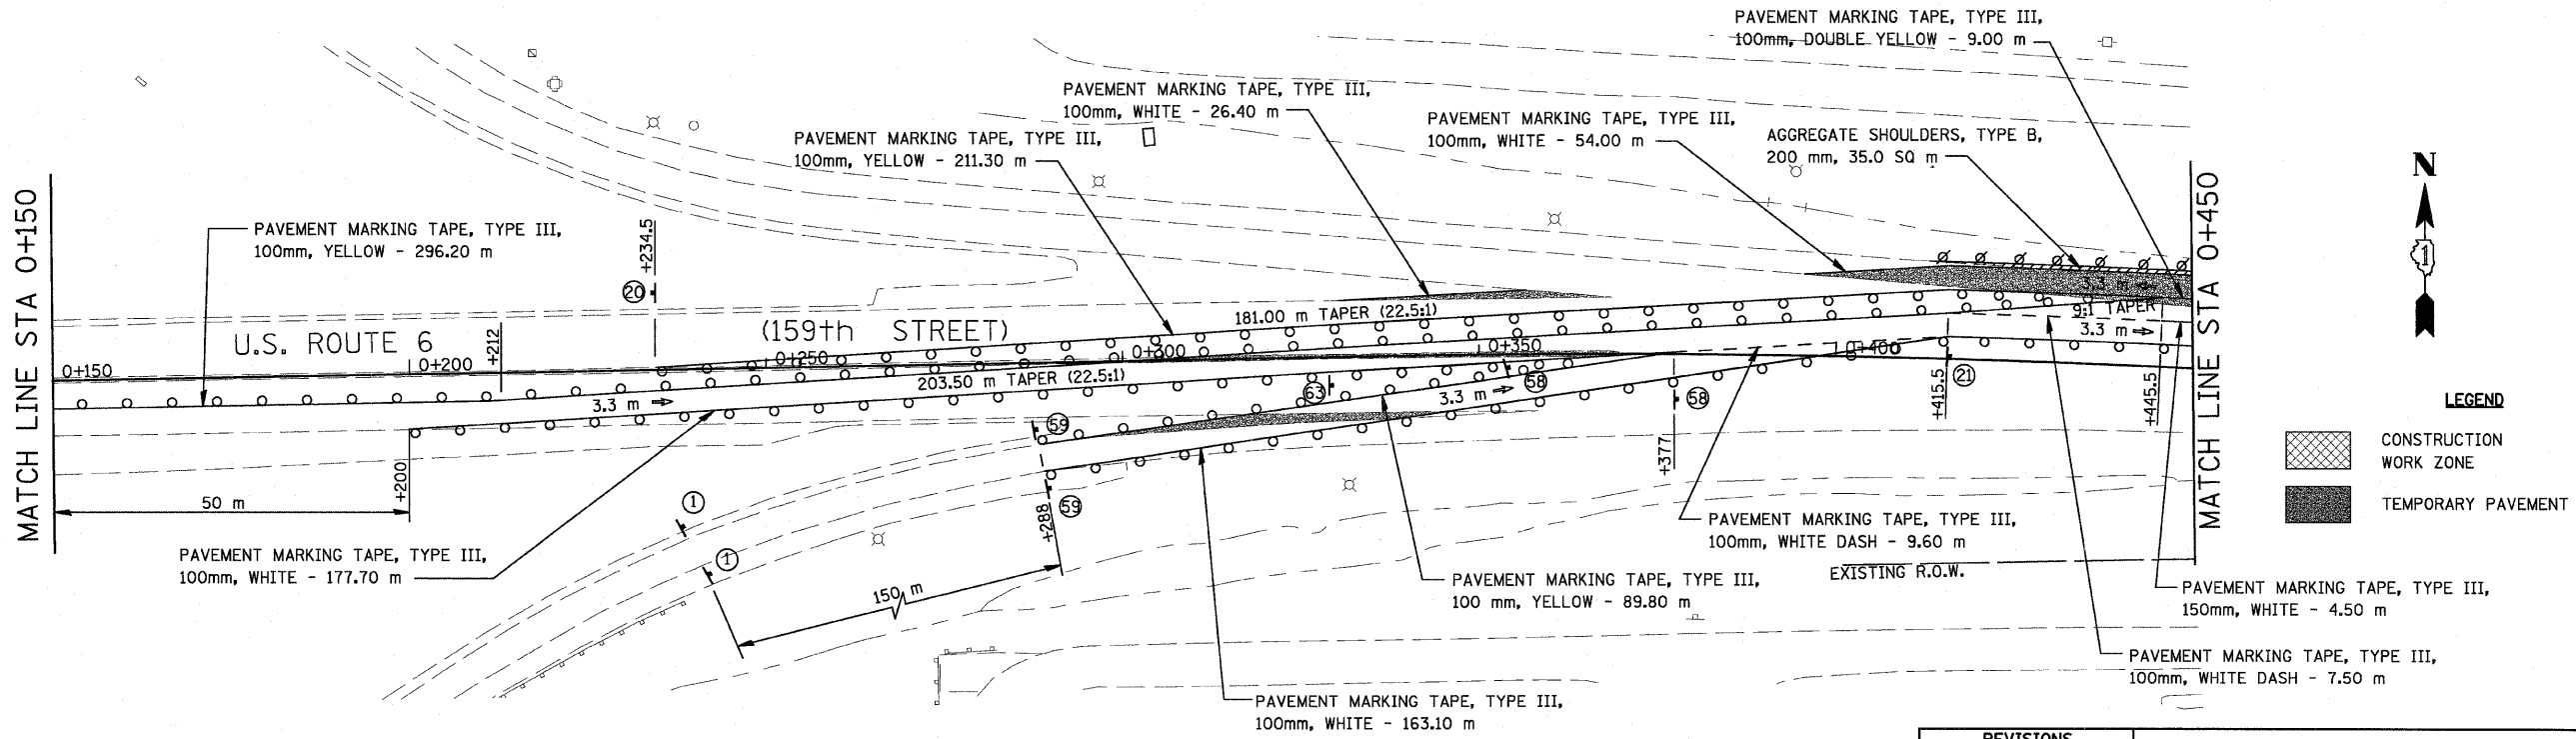 PAVEMENT MARKING TAPE, TYPE III,
100mm, DOUBLE YELLOW - 9.00 m
PAVEMENT MARKING TAPE, TYPE III,
100mm, WHITE - 26.40 m
PAVEMENT MARKING TAPE, TYPE III,
100mm, WHITE - 54.00 m
AGGREGATE SHOULDERS, TYPE B,
200 mm, 35.0 SQ m
PAVEMENT MARKING TAPE, TYPE III,
100mm, YELLOW - 211.30 m
PAVEMENT MARKING TAPE, TYPE III,
100mm, YELLOW - 296.20 m
MATCH LINE STA 0+150
MATCH LINE STA 0+450
N
1
+234.5
20
U.S. ROUTE 6
(159th STREET)
181.00 m TAPER (22.5:1)
3.3 m
9:1 TAPER
3.3 m
+212
0+150
0+200
0+250
0+300
0+350
0+400
203.50 m TAPER (22.5:1)
3.3 m
63
58
3.3 m
58
21
+415.5
+445.5
+377
59
59
+288
+200
50 m
1
1
150 m
LEGEND
CONSTRUCTION
WORK ZONE
TEMPORARY PAVEMENT
PAVEMENT MARKING TAPE, TYPE III,
100mm, WHITE - 177.70 m
PAVEMENT MARKING TAPE, TYPE III,
100mm, WHITE DASH - 9.60 m
EXISTING R.O.W.
PAVEMENT MARKING TAPE, TYPE III,
100 mm, YELLOW - 89.80 m
PAVEMENT MARKING TAPE, TYPE III,
150mm, WHITE - 4.50 m
PAVEMENT MARKING TAPE, TYPE III,
100mm, WHITE DASH - 7.50 m
PAVEMENT MARKING TAPE, TYPE III,
100mm, WHITE - 163.10 m
REVISIONS